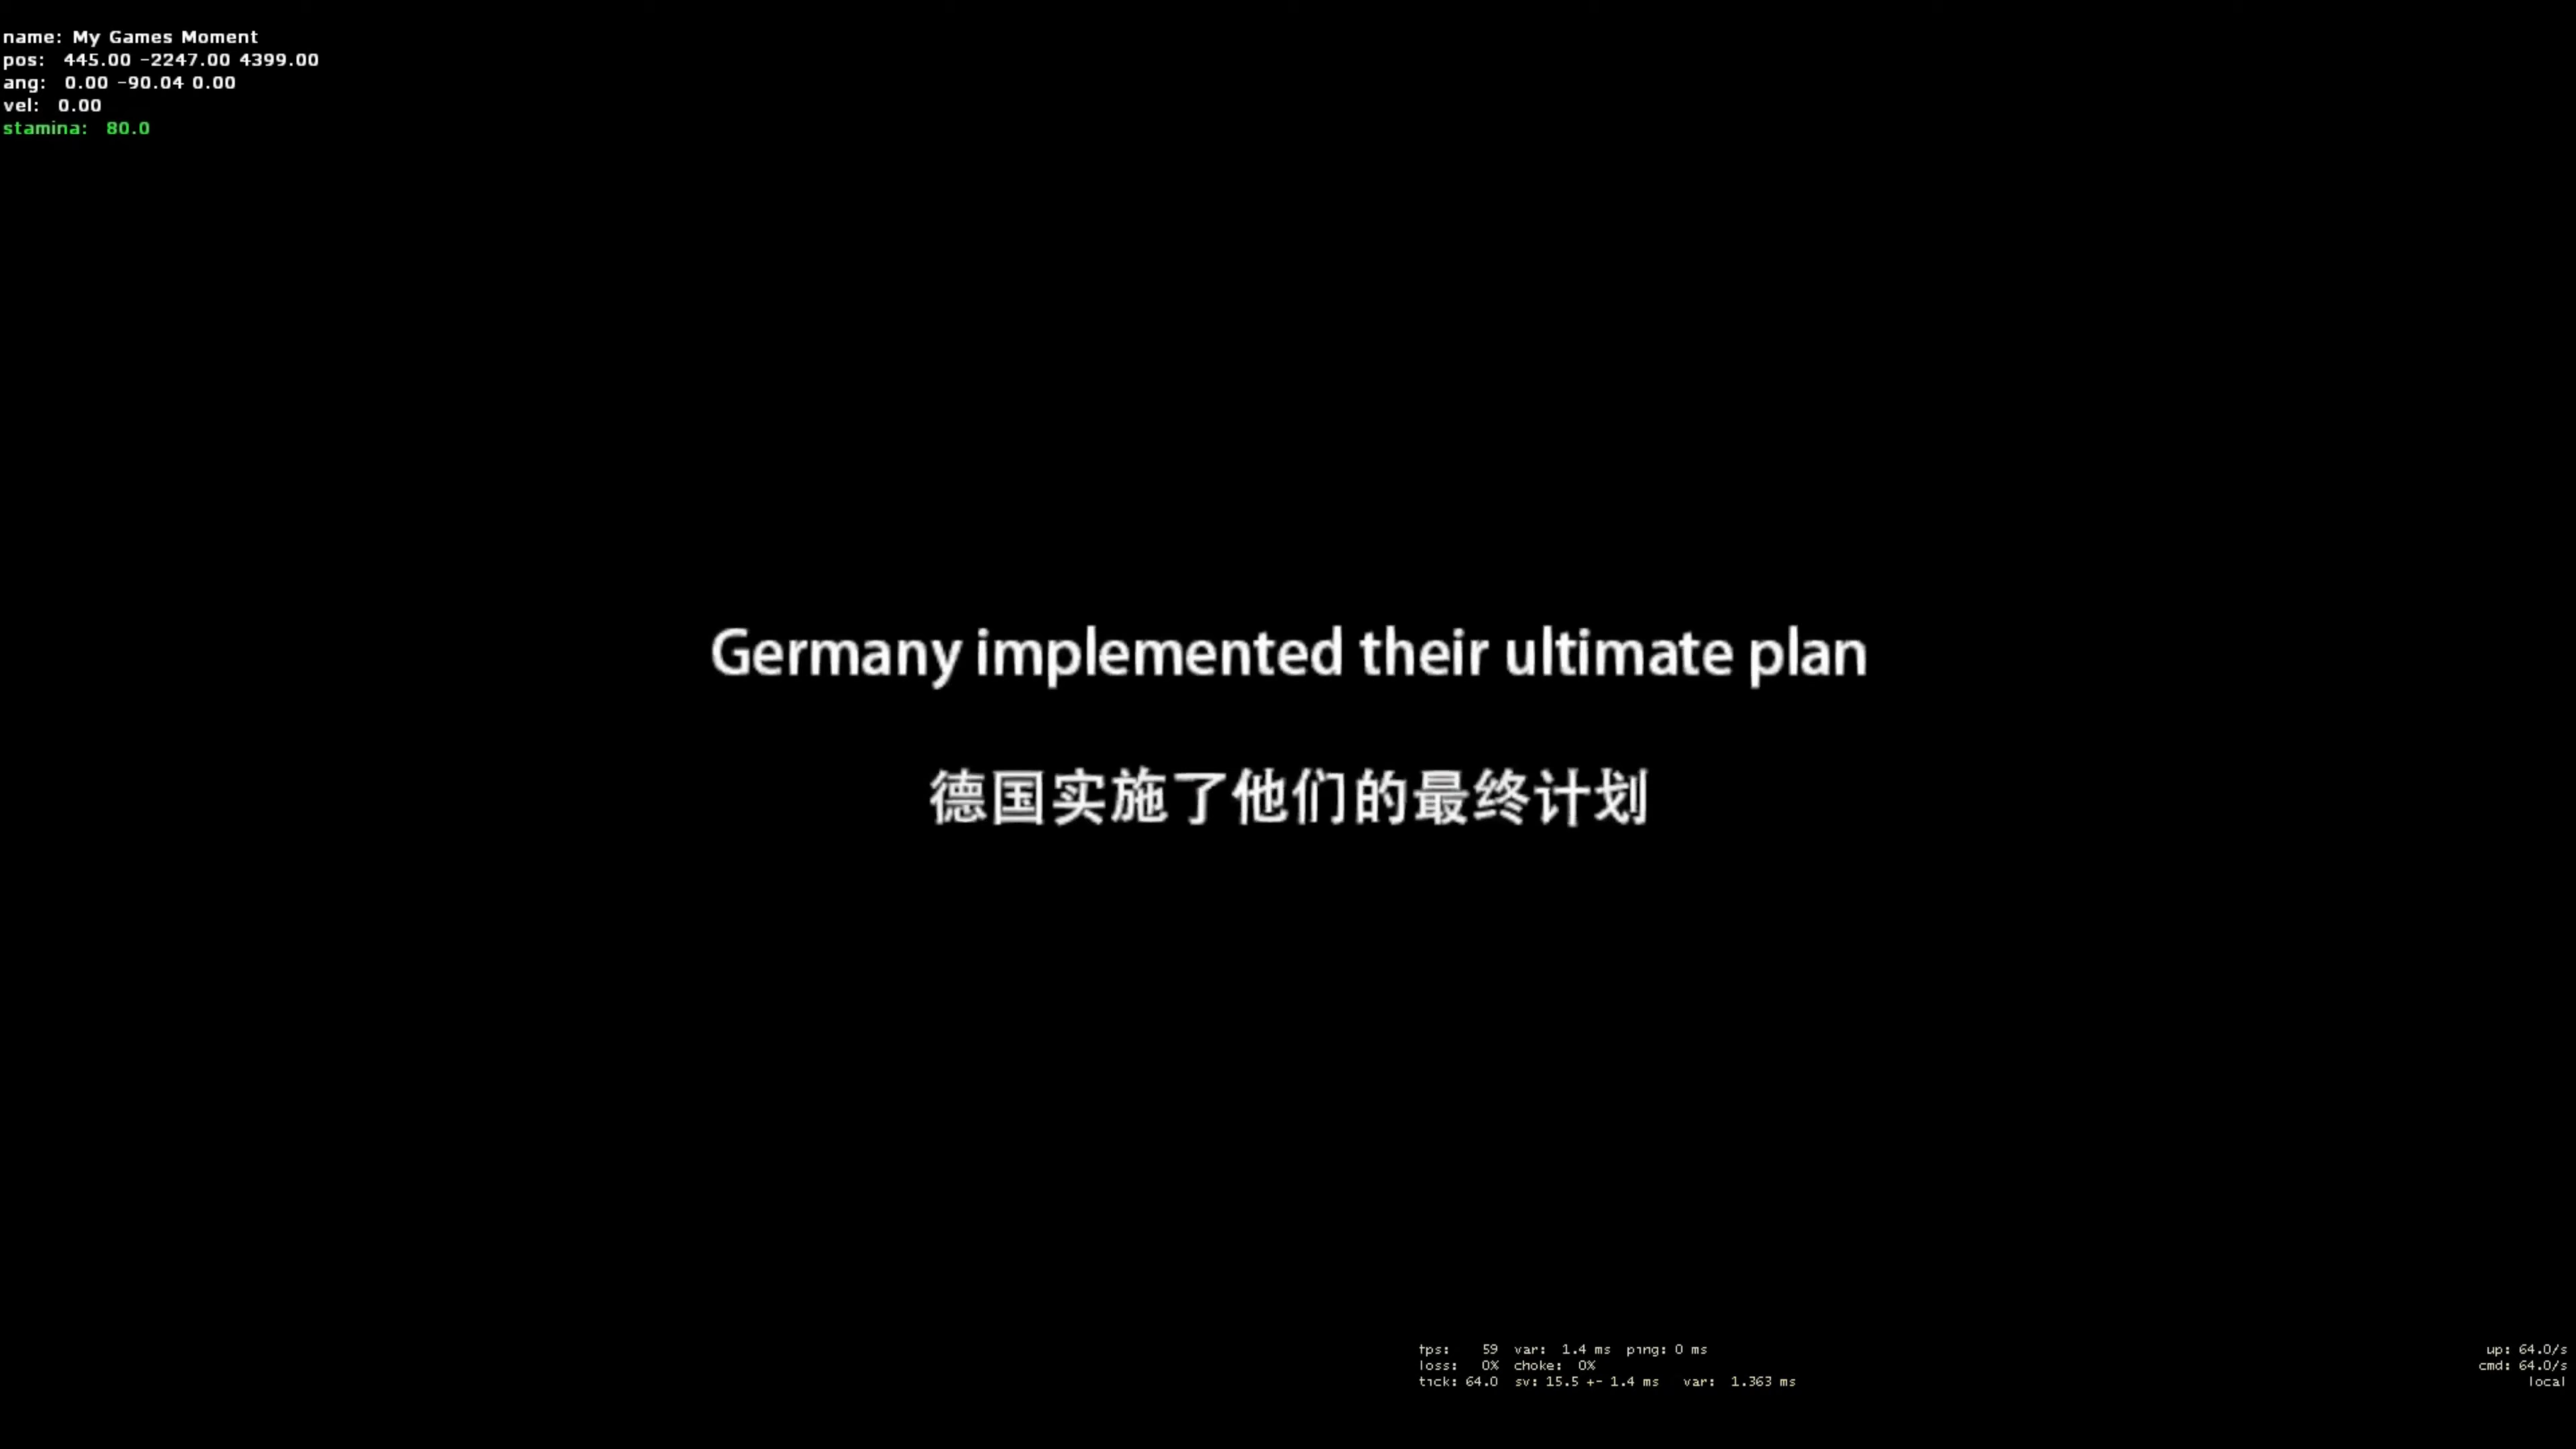 name: My Games Moment
pos: 445.00 -2247.00 4399.00
ang: 0.00 -90.04 0.00
vel: 0.00
stamina: 80.0
Germany implemented their ultimate plan
德国实施了他们的最终计划
fps: 59 var: 1.4 ms ping: 0 ms
loss: 0% choke: 0%
tick: 64.0 sv: 15.5 +- 1.4 ms var: 1.363 ms
up: 64.0/s
cmd: 64.0/s
local